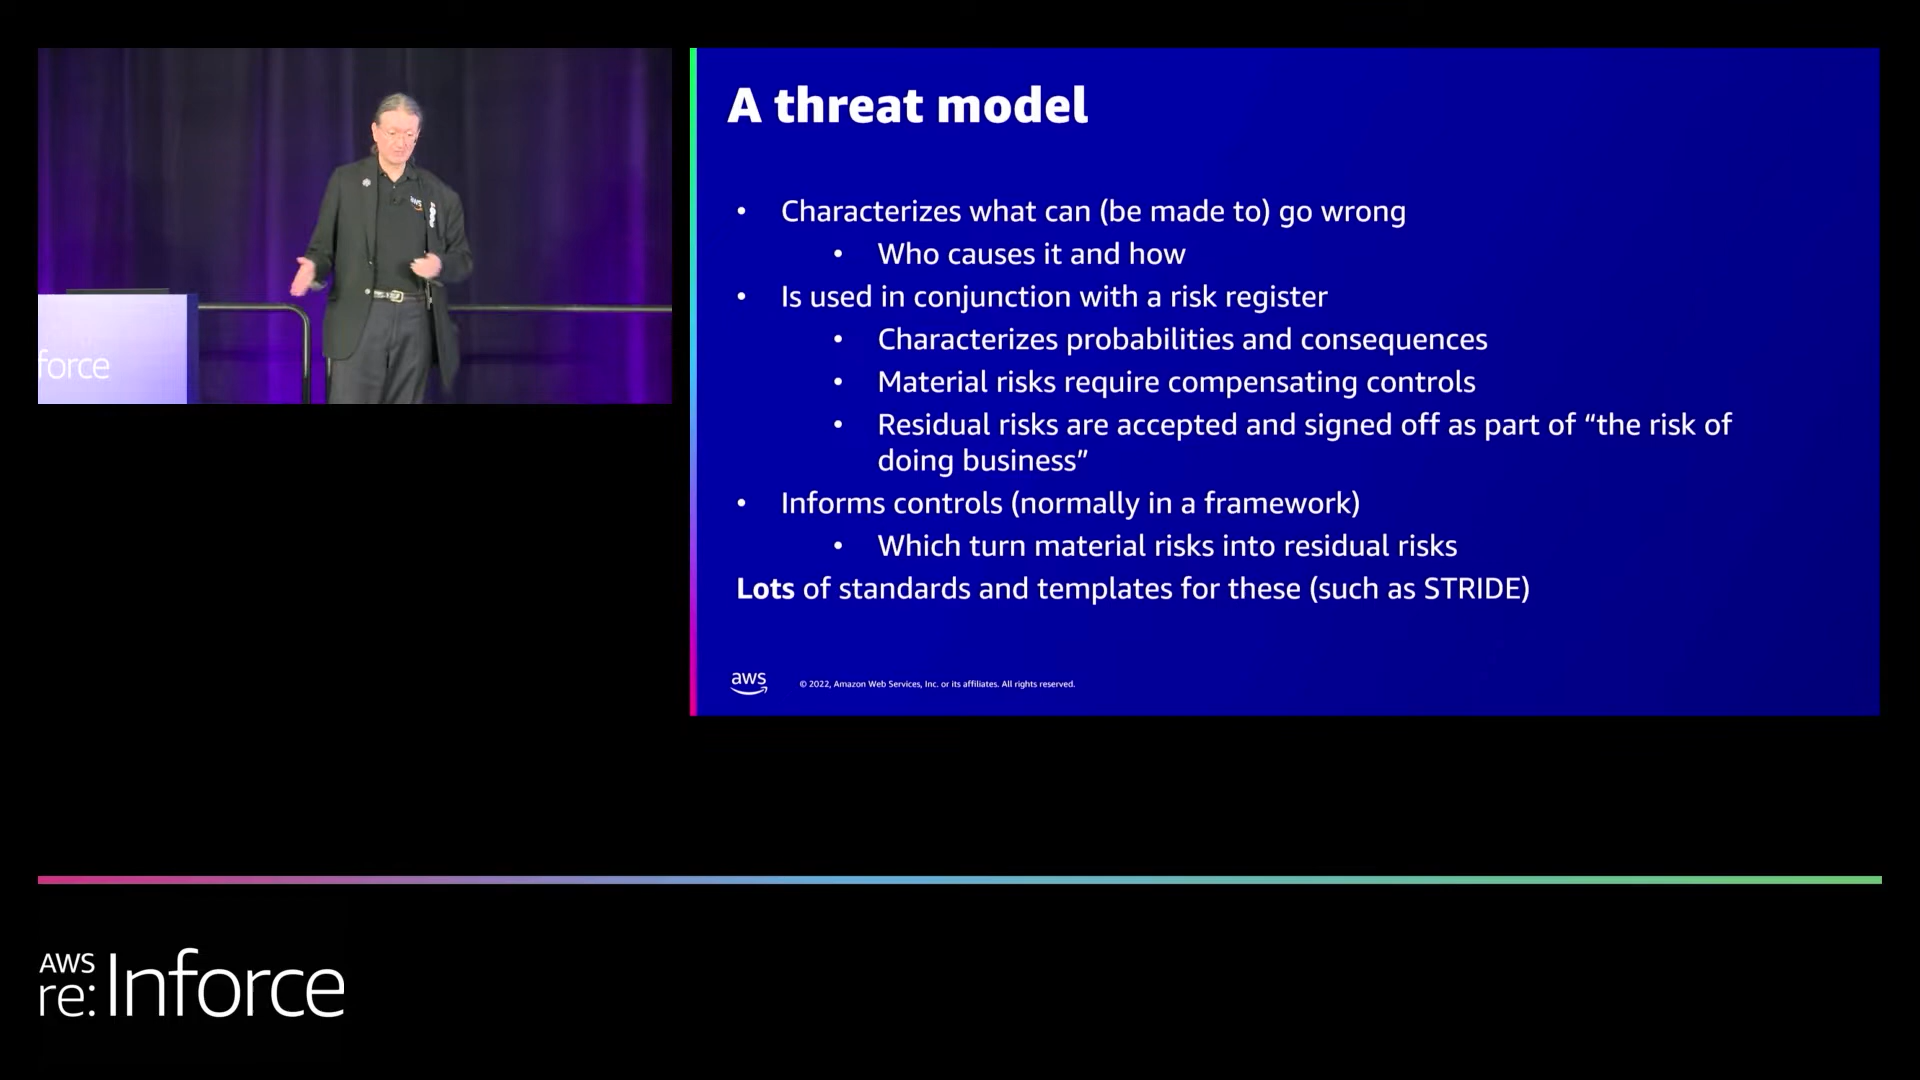 A threat model
• Characterizes what can (be made to) go wrong
• Who causes it and how
• Is used in conjunction with a risk register
• Characterizes probabilities and consequences
• Material risks require compensating controls
• Residual risks are accepted and signed off as part of “the risk of
doing business”
• Informs controls (normally in a framework)
• Which turn material risks into residual risks
Lots of standards and templates for these (such as STRIDE)
aws
© 2022, Amazon Web Services, Inc. or its affiliates. All rights reserved.
aws
force
AWS
re:Inforce